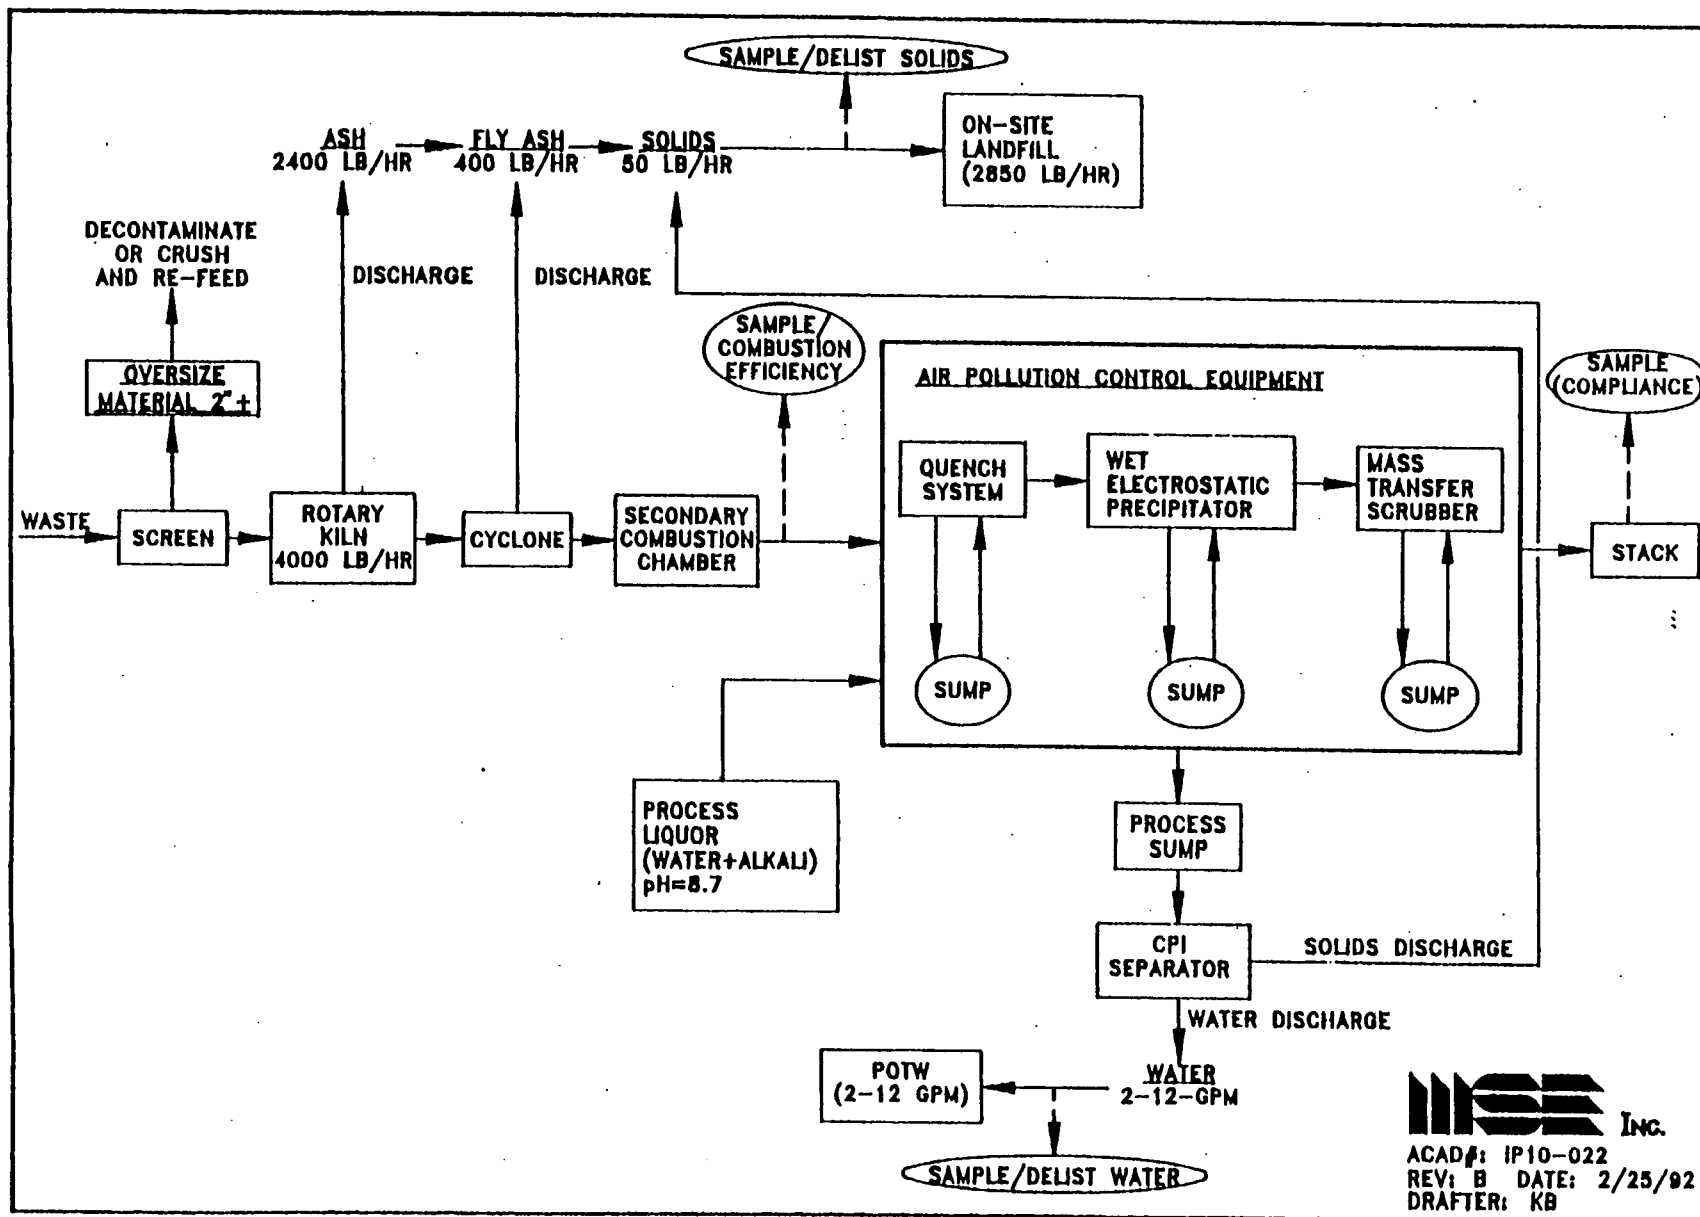 SAMPLE/DELIST SOLIDS
ASH
2400 LB/HR
FLY ASH
400 LB/HR
SOLIDS
50 LB/HR
ON-SITE
LANDFILL
(2850 LB/HR)
DECONTAMINATE
OR CRUSH
AND RE-FEED
DISCHARGE
DISCHARGE
OVERSIZE
MATERIAL 2"+
SAMPLE/
COMBUSTION
EFFICIENCY
AIR POLLUTION CONTROL EQUIPMENT
SAMPLE
(COMPLIANCE)
WASTE
SCREEN
ROTARY
KILN
4000 LB/HR
CYCLONE
SECONDARY
COMBUSTION
CHAMBER
QUENCH
SYSTEM
WET
ELECTROSTATIC
PRECIPITATOR
MASS
TRANSFER
SCRUBBER
STACK
SUMP
SUMP
SUMP
PROCESS
LIQUOR
(WATER+ALKALI)
pH=8.7
PROCESS
SUMP
CPI
SEPARATOR
SOLIDS DISCHARGE
WATER DISCHARGE
POTW
(2-12 GPM)
WATER
2-12-GPM
SAMPLE/DELIST WATER
MSE INC.
ACAD#: IP10-022
REV: B DATE: 2/25/92
DRAFTER: KB